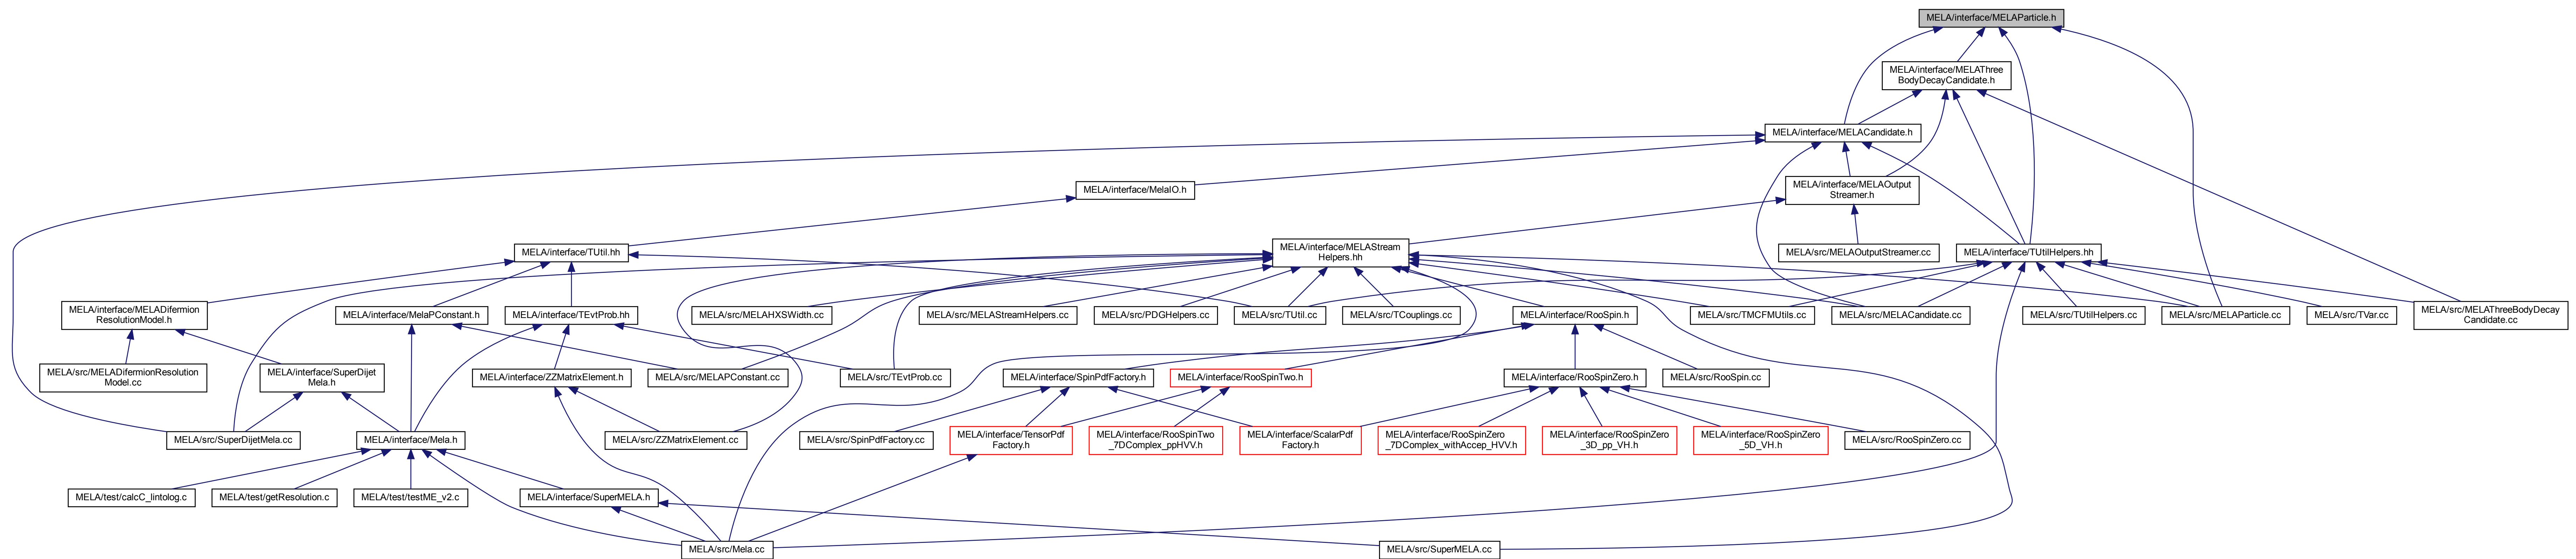 MELA/interface/MELAParticle.h
MELA/interface/MELAThree
BodyDecayCandidate.h
MELA/interface/MELACandidate.h
MELA/interface/MelaIO.h
MELA/interface/MELAOutput
Streamer.h
MELA/interface/TUtil.hh
MELA/interface/MELAStream
Helpers.hh
MELA/src/MELAOutputStreamer.cc
MELA/interface/TUtilHelpers.hh
MELA/interface/MELADifermion
ResolutionModel.h
MELA/interface/MelaPConstant.h
MELA/interface/TEvtProb.hh
MELA/src/MELAHXSWidth.cc
MELA/src/MELAStreamHelpers.cc
MELA/src/PDGHelpers.cc
MELA/src/TUtil.cc
MELA/src/TCouplings.cc
MELA/interface/RooSpin.h
MELA/src/TMCFMUtils.cc
MELA/src/MELACandidate.cc
MELA/src/TUtilHelpers.cc
MELA/src/MELAParticle.cc
MELA/src/TVar.cc
MELA/src/MELAThreeBodyDecay
Candidate.cc
MELA/src/MELADifermionResolution
Model.cc
MELA/interface/SuperDijet
Mela.h
MELA/interface/ZZMatrixElement.h
MELA/src/MELAPConstant.cc
MELA/src/TEvtProb.cc
MELA/interface/SpinPdfFactory.h
MELA/interface/RooSpinTwo.h
MELA/interface/RooSpinZero.h
MELA/src/RooSpin.cc
MELA/src/SuperDijetMela.cc
MELA/interface/Mela.h
MELA/src/ZZMatrixElement.cc
MELA/src/SpinPdfFactory.cc
MELA/interface/TensorPdf
Factory.h
MELA/interface/RooSpinTwo
_7DComplex_ppHVV.h
MELA/interface/ScalarPdf
Factory.h
MELA/interface/RooSpinZero
_7DComplex_withAccep_HVV.h
MELA/interface/RooSpinZero
_3D_pp_VH.h
MELA/interface/RooSpinZero
_5D_VH.h
MELA/src/RooSpinZero.cc
MELA/test/calcC_lintolog.c
MELA/test/getResolution.c
MELA/test/testME_v2.c
MELA/interface/SuperMELA.h
MELA/src/Mela.cc
MELA/src/SuperMELA.cc